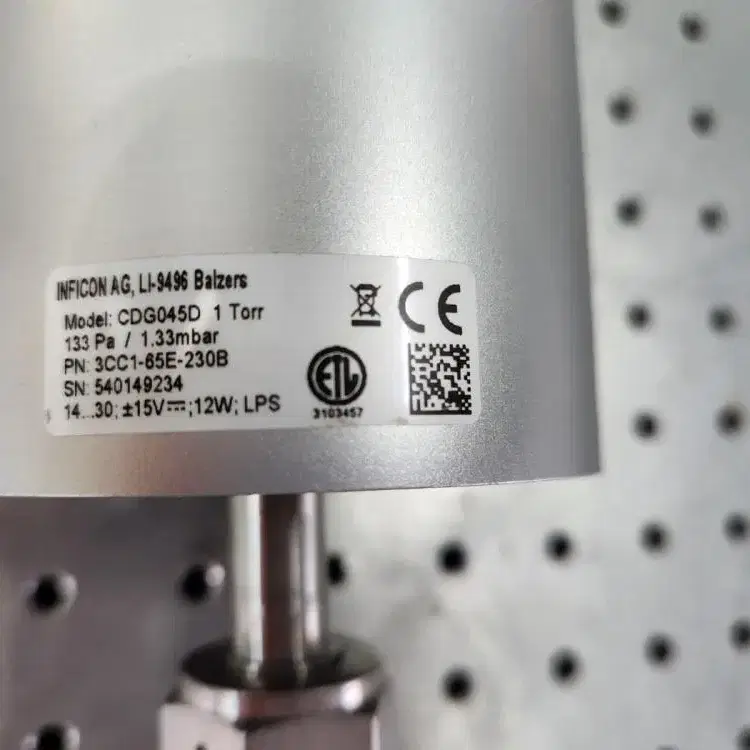 INFICON AG, LI-9496 Balzers
Model: CDG045D 1 Torr
133 Pa / 1.33mbar
PN: 3CC1-65E-230B
SN: 540149234
14...30; ±15V⎓;12W; LPS
CE
ETL
3103457